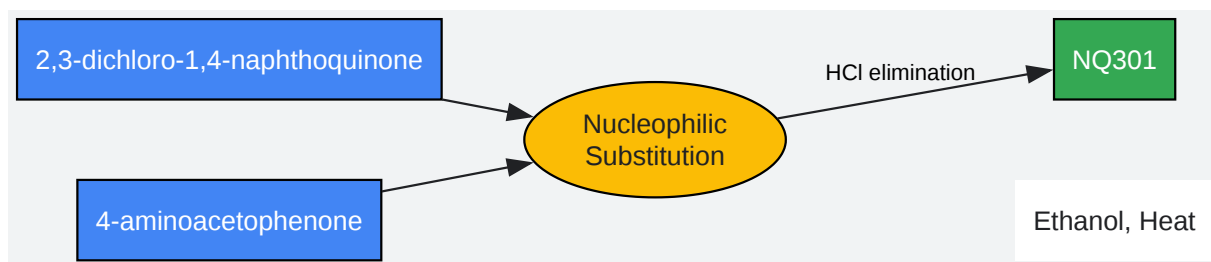 2,3-dichloro-1,4-naphthoquinone
4-aminoacetophenone
Nucleophilic
Substitution
HCl elimination
NQ301
Ethanol, Heat